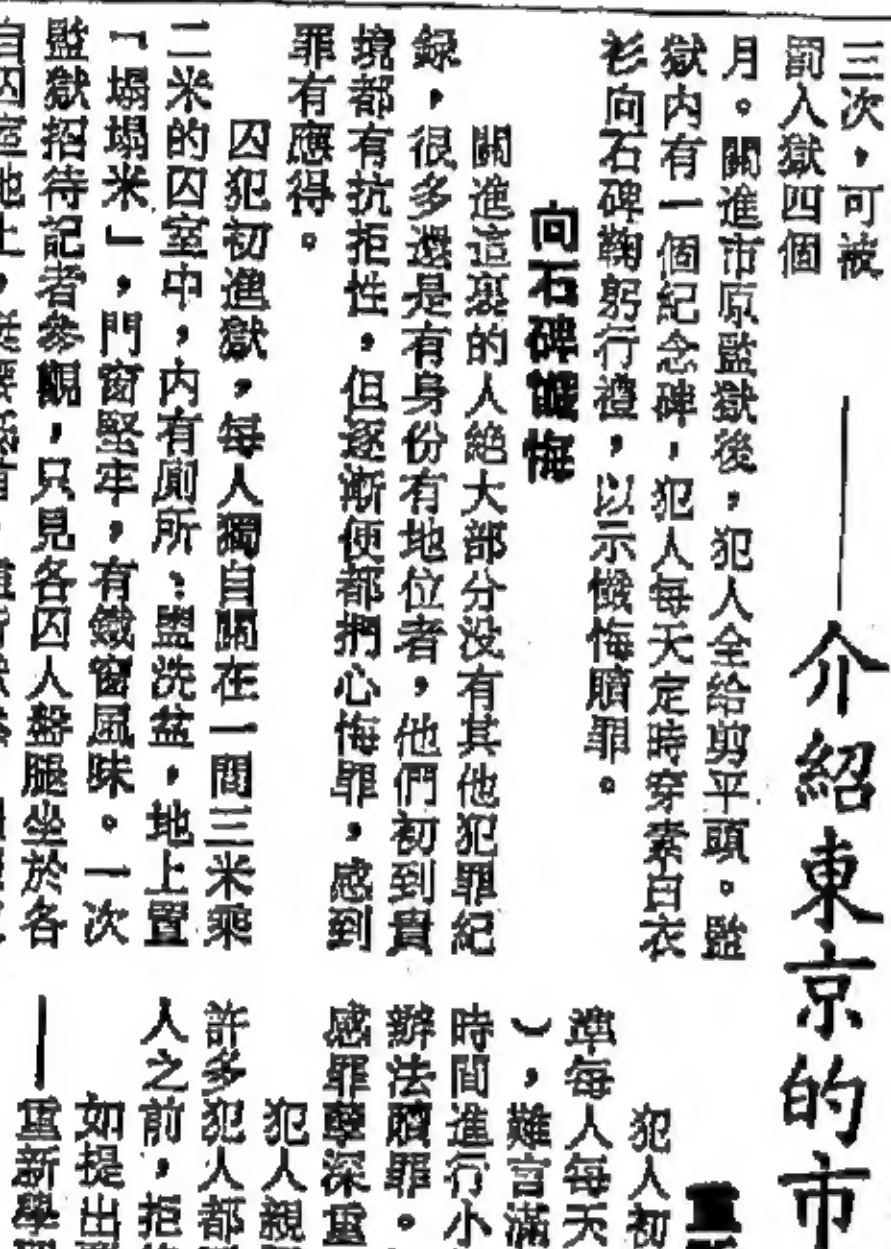 三次，可被
罰入獄四個
月。關進市原監獄後，犯人全給剪平頭。監
獄內有一個紀念碑，犯人每天定時穿素白衣
衫向石碑鞠躬行禮，以示懺悔贖罪。
向石碑懺悔
關進這裏的人絕大部分没有其他犯罪紀
録，很多還是有身份有地位者，他們初到貴
境都有抗拒性，但逐漸便都捫心悔罪，感到
罪有應得。
囚犯初進獄，每人獨自關在一間三米乘
二米的囚室中，內有厠所、盥洗盆，地上置
「塌塌米」，門窗堅牢，有鐵窗風味。一次
監獄招待記者參觀，只見各囚人盤腿坐於各
自囚室地上，
——介紹東京的市
犯人初
準每人每天
），難言滿
時間進行小
辦法贖罪。
感罪孽深重
犯人親
許多犯人都
人之前，拒
如提出
——重新學